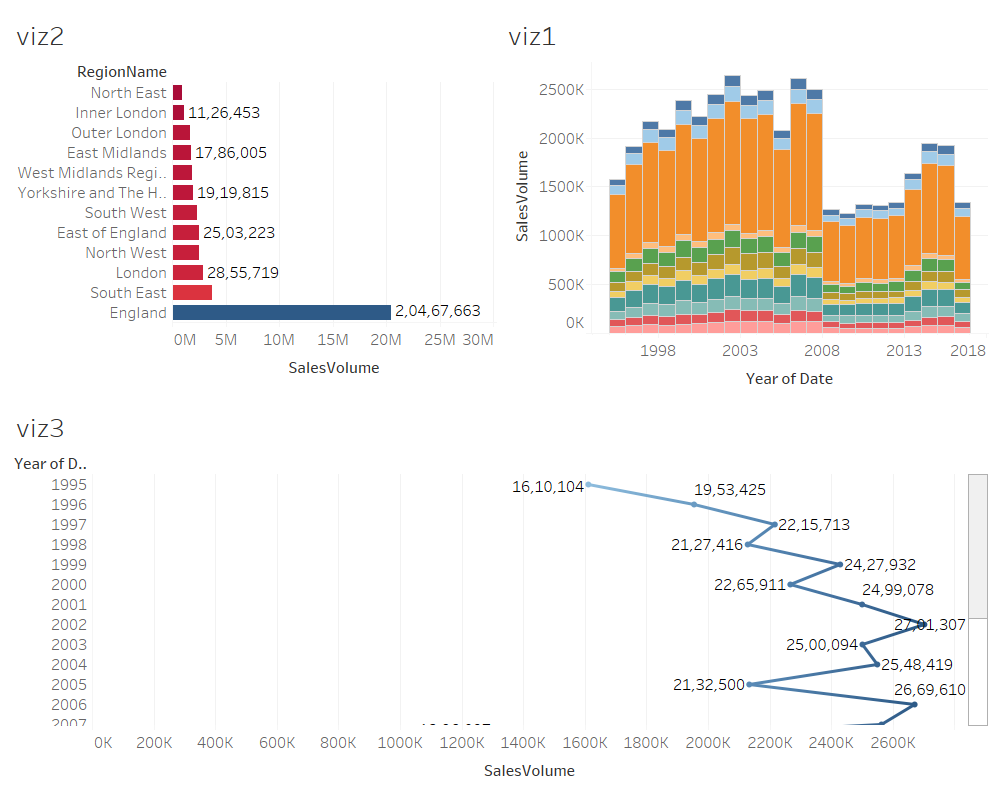 viz2
RegionName
North East
Inner London 11,26,453
Outer London
East Midlands 17,86,005
West Midlands Regi..
Yorkshire and The H.. 19,19,815
South West
East of England 25,03,223
North West
London 28,55,719
South East
England 2,04,67,663
0M 5M 10M 15M 20M 25M 30M
SalesVolume
viz1
SalesVolume
2500K
2000K
1500K
1000K
500K
0K
1998 2003 2008 2013 2018
Year of Date
viz3
Year of D..
1995 16,10,104
1996 19,53,425
1997 22,15,713
1998 21,27,416
1999 24,27,932
2000 22,65,911
2001 24,99,078
2002 27,01,307
2003 25,00,094
2004 25,48,419
2005 21,32,500
2006 26,69,610
2007
0K 200K 400K 600K 800K 1000K 1200K 1400K 1600K 1800K 2000K 2200K 2400K 2600K
SalesVolume